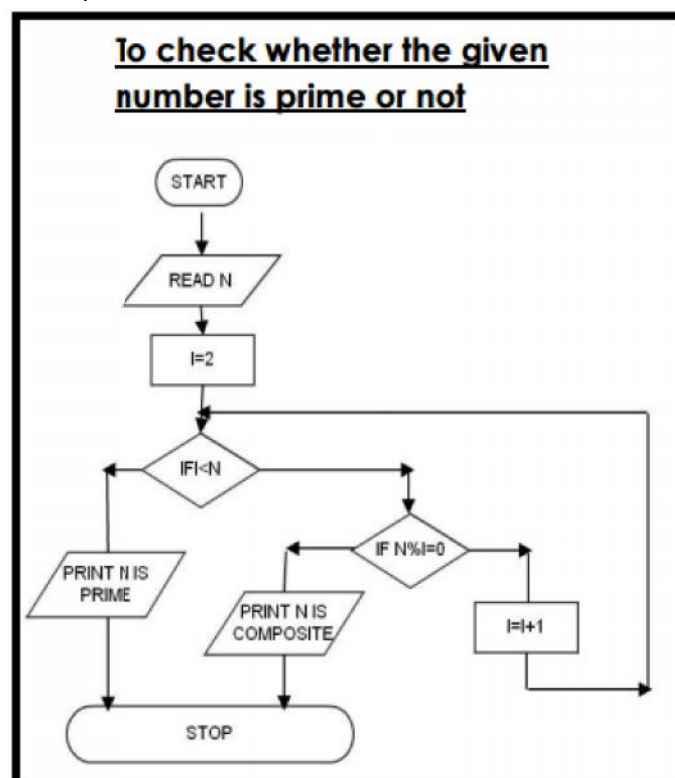 To check whether the given
number is prime or not
START
READ N
I=2
IFI<N
IF N%I=0
PRINT N IS
PRIME
PRINT N IS
COMPOSITE
I=I+1
STOP